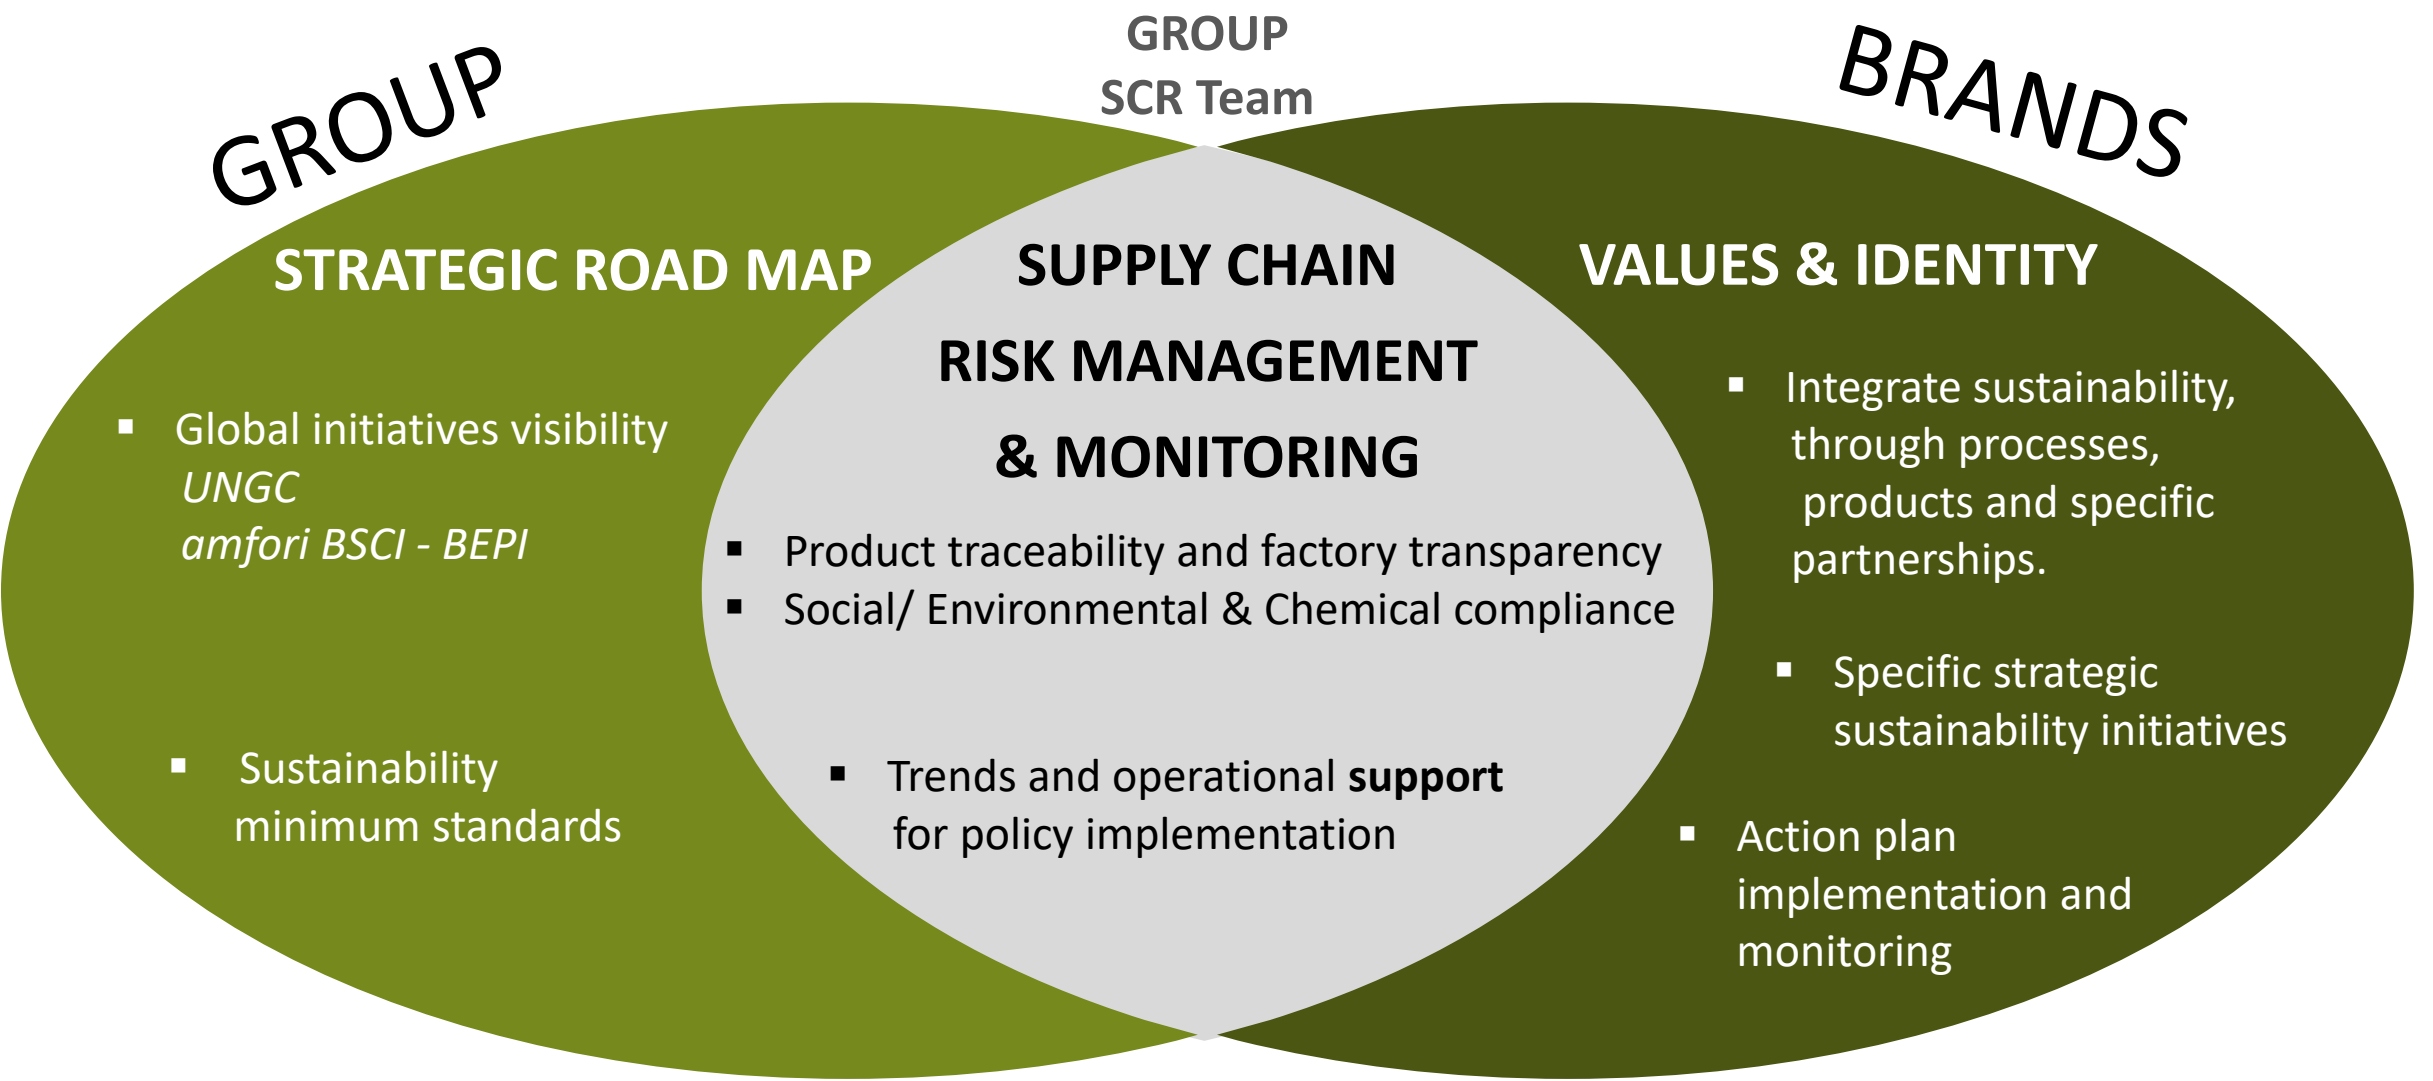 GROUP
GROUP
SCR Team
BRANDS
STRATEGIC ROAD MAP
▪ Global initiatives visibility
UNGC
amfori BSCI - BEPI
▪ Sustainability
minimum standards
SUPPLY CHAIN
RISK MANAGEMENT
& MONITORING
▪ Product traceability and factory transparency
▪ Social/ Environmental & Chemical compliance
▪ Trends and operational support
for policy implementation
VALUES & IDENTITY
▪ Integrate sustainability,
through processes,
products and specific
partnerships.
▪ Specific strategic
sustainability initiatives
▪ Action plan
implementation and
monitoring